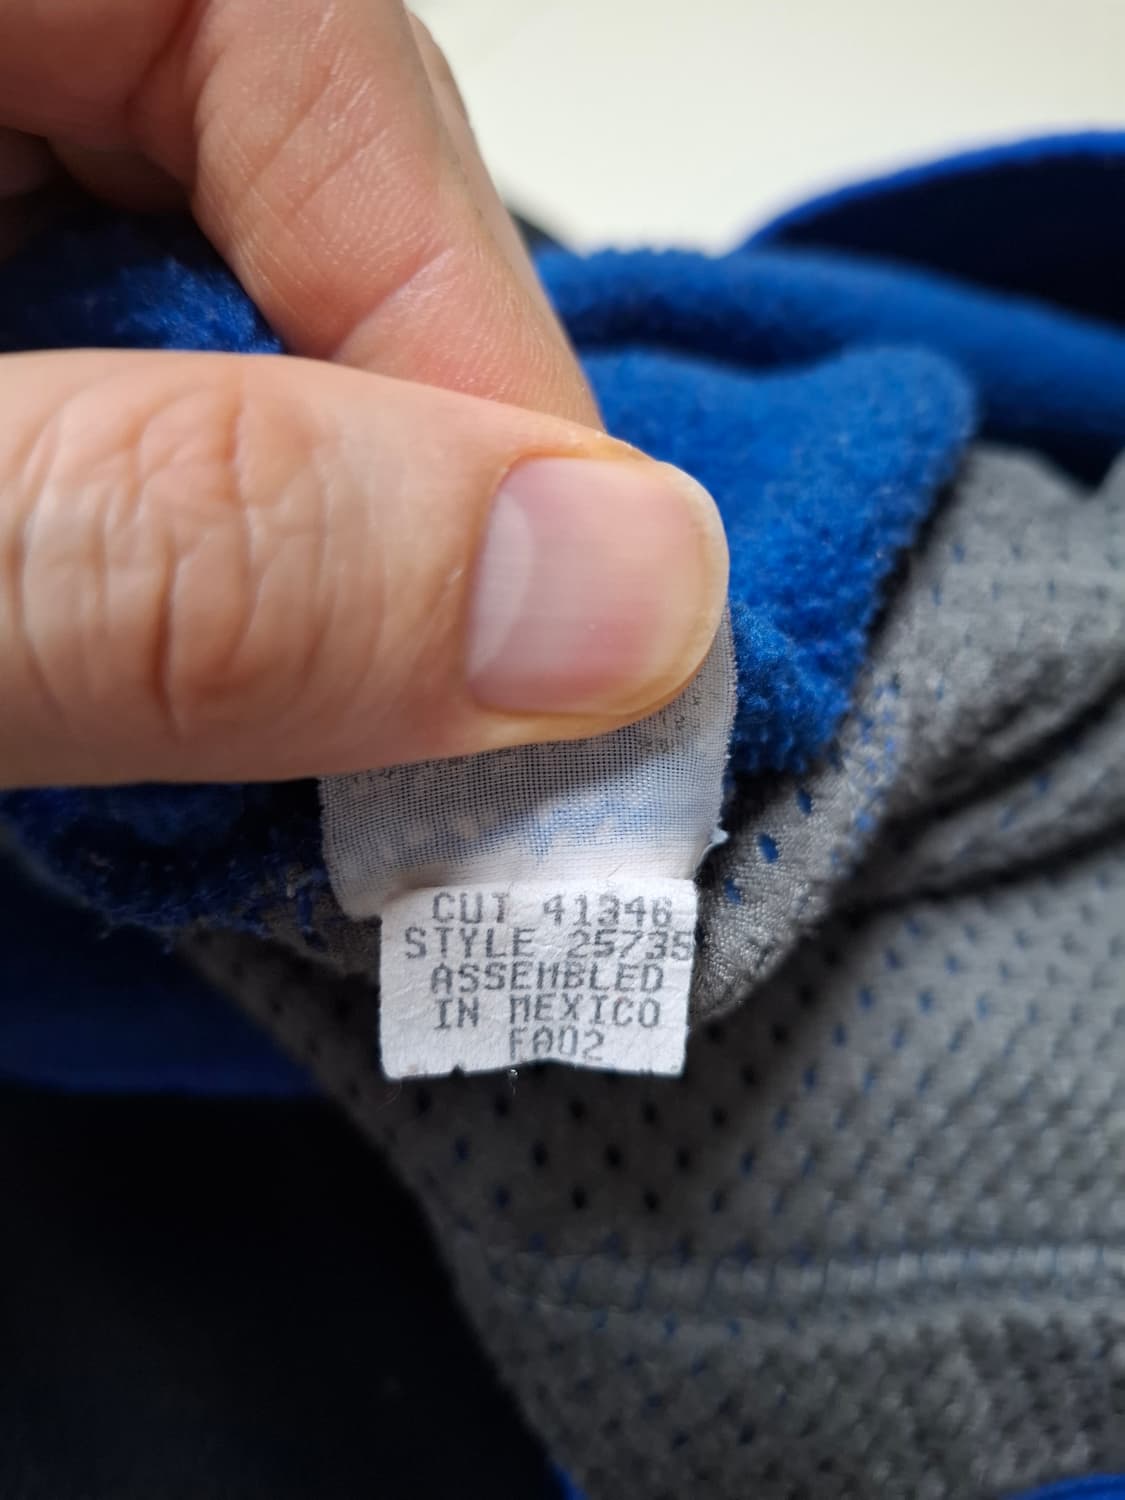 CUT 41346
STYLE 25735
ASSEMBLED
IN MEXICO
FA02